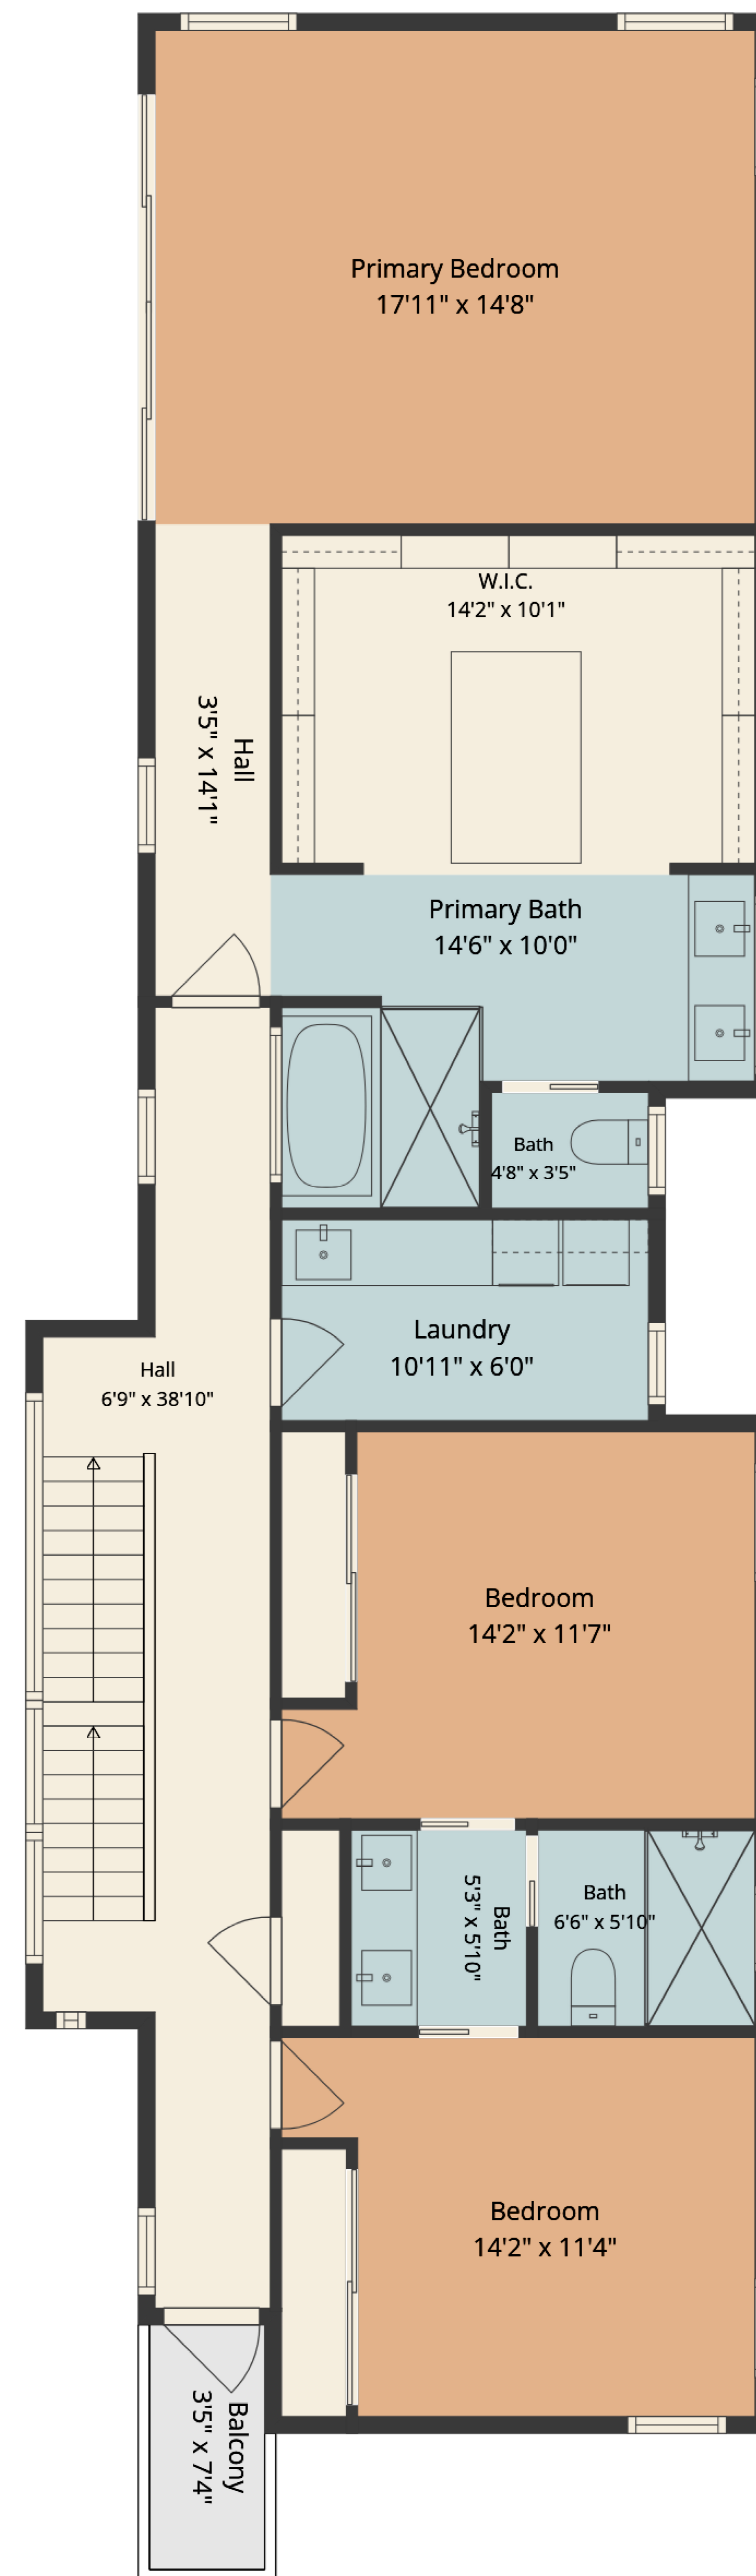 Primary Bedroom
17'11" x 14'8"
W.I.C.
14'2" x 10'1"
Hall
3'5" x 14'1"
Primary Bath
14'6" x 10'0"
Bath
4'8" x 3'5"
Laundry
10'11" x 6'0"
Hall
6'9" x 38'10"
Bedroom
14'2" x 11'7"
Bath
5'3" x 5'10"
Bath
6'6" x 5'10"
Bedroom
14'2" x 11'4"
Balcony
3'5" x 7'4"